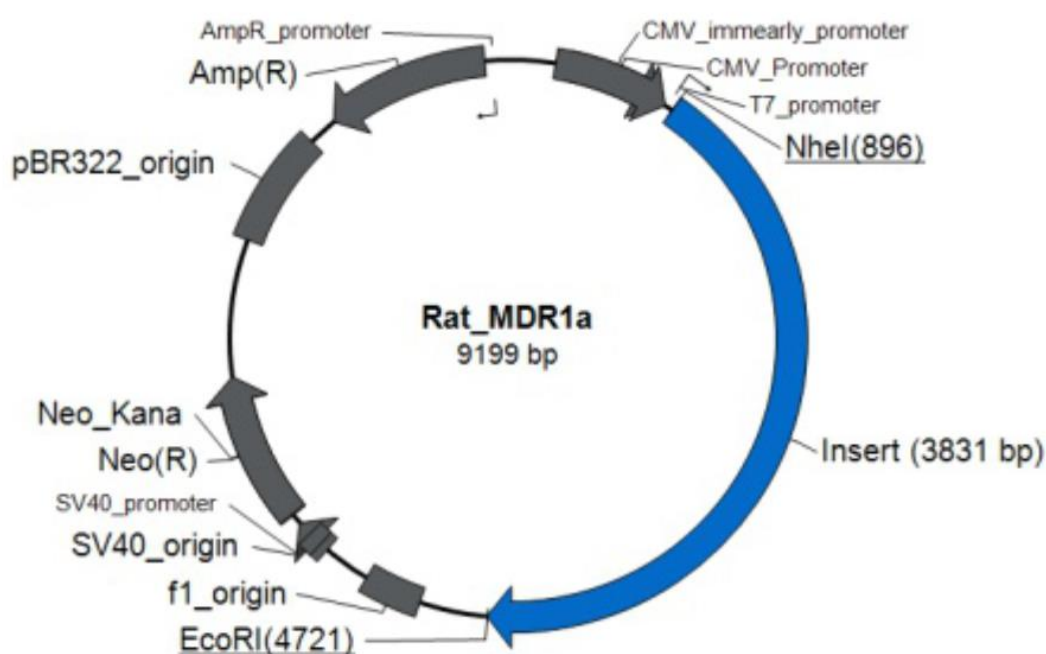 AmpR_promoter
Amp(R)
pBR322_origin
CMV_immearly_promoter
CMV_Promoter
T7_promoter
NheI(896)
Rat_MDR1a
9199 bp
Insert (3831 bp)
Neo_Kana
Neo(R)
SV40_promoter
SV40_origin
f1_origin
EcoRI(4721)